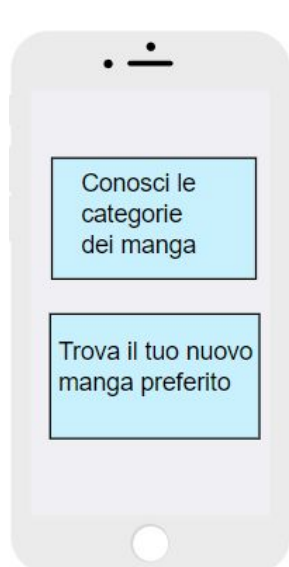 Conosci le
categorie
dei manga
Trova il tuo nuovo
manga preferito